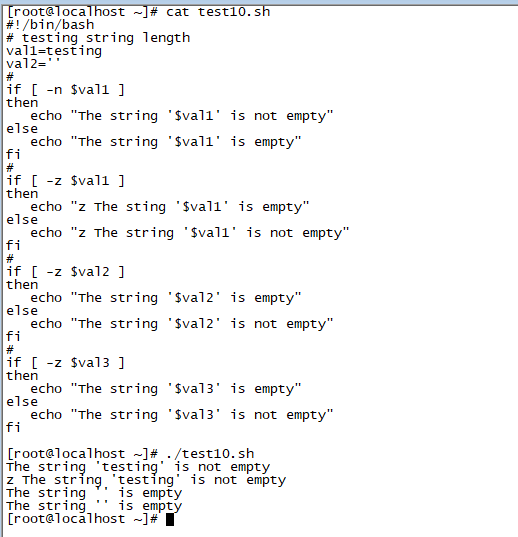 [root@localhost ~]# cat test10.sh
#!/bin/bash
# testing string length
val1=testing
val2=''
#
if [ -n $val1 ]
then
   echo "The string '$val1' is not empty"
else
   echo "The string '$val1' is empty"
fi
#
if [ -z $val1 ]
then
   echo "z The sting '$val1' is empty"
else
   echo "z The string '$val1' is not empty"
fi
#
if [ -z $val2 ]
then
   echo "The string '$val2' is empty"
else
   echo "The string '$val2' is not empty"
fi
#
if [ -z $val3 ]
then
   echo "The string '$val3' is empty"
else
   echo "The string '$val3' is not empty"
fi

[root@localhost ~]# ./test10.sh
The string 'testing' is not empty
z The string 'testing' is not empty
The string '' is empty
The string '' is empty
[root@localhost ~]#